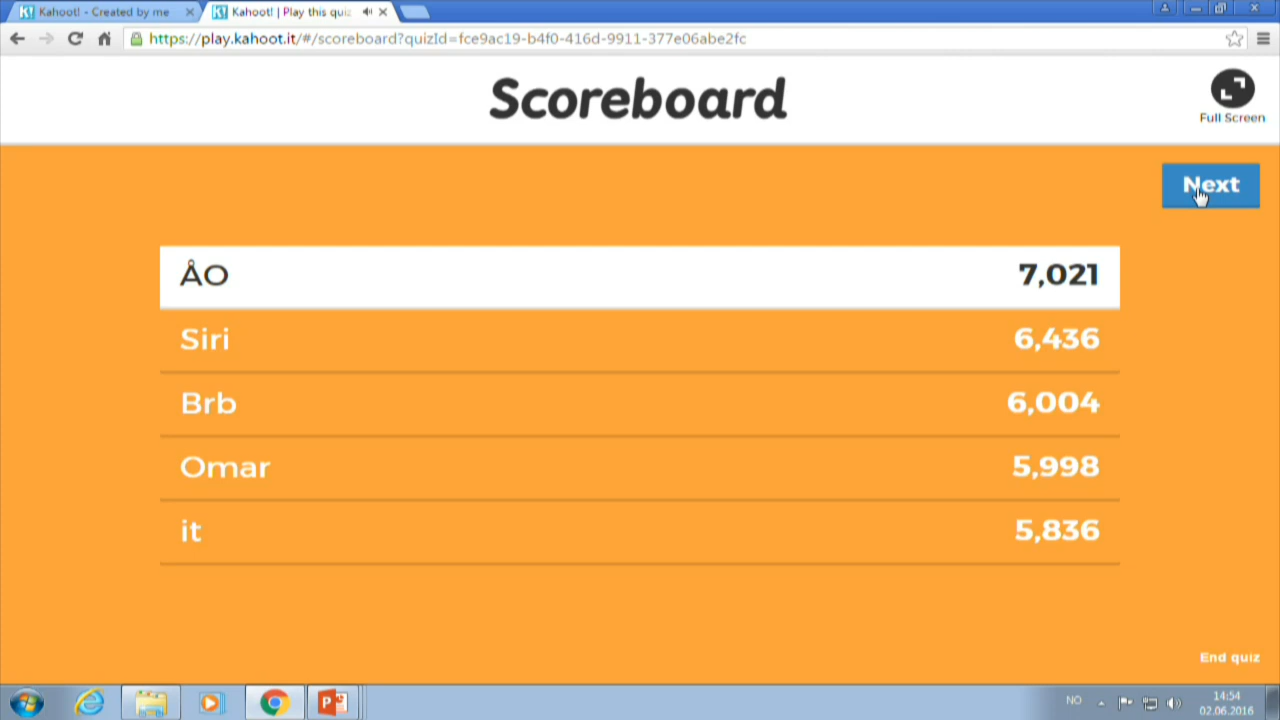 Kahoot! - Created by me
Kahoot! | Play this quiz
https://play.kahoot.it/#/scoreboard?quizId=fce9ac19-b4f0-416d-9911-377e06abe2fc
Scoreboard
Full Screen
Next
ÅO 7,021
Siri 6,436
Brb 6,004
Omar 5,998
it 5,836
End quiz
NO
14:54
02.06.2016